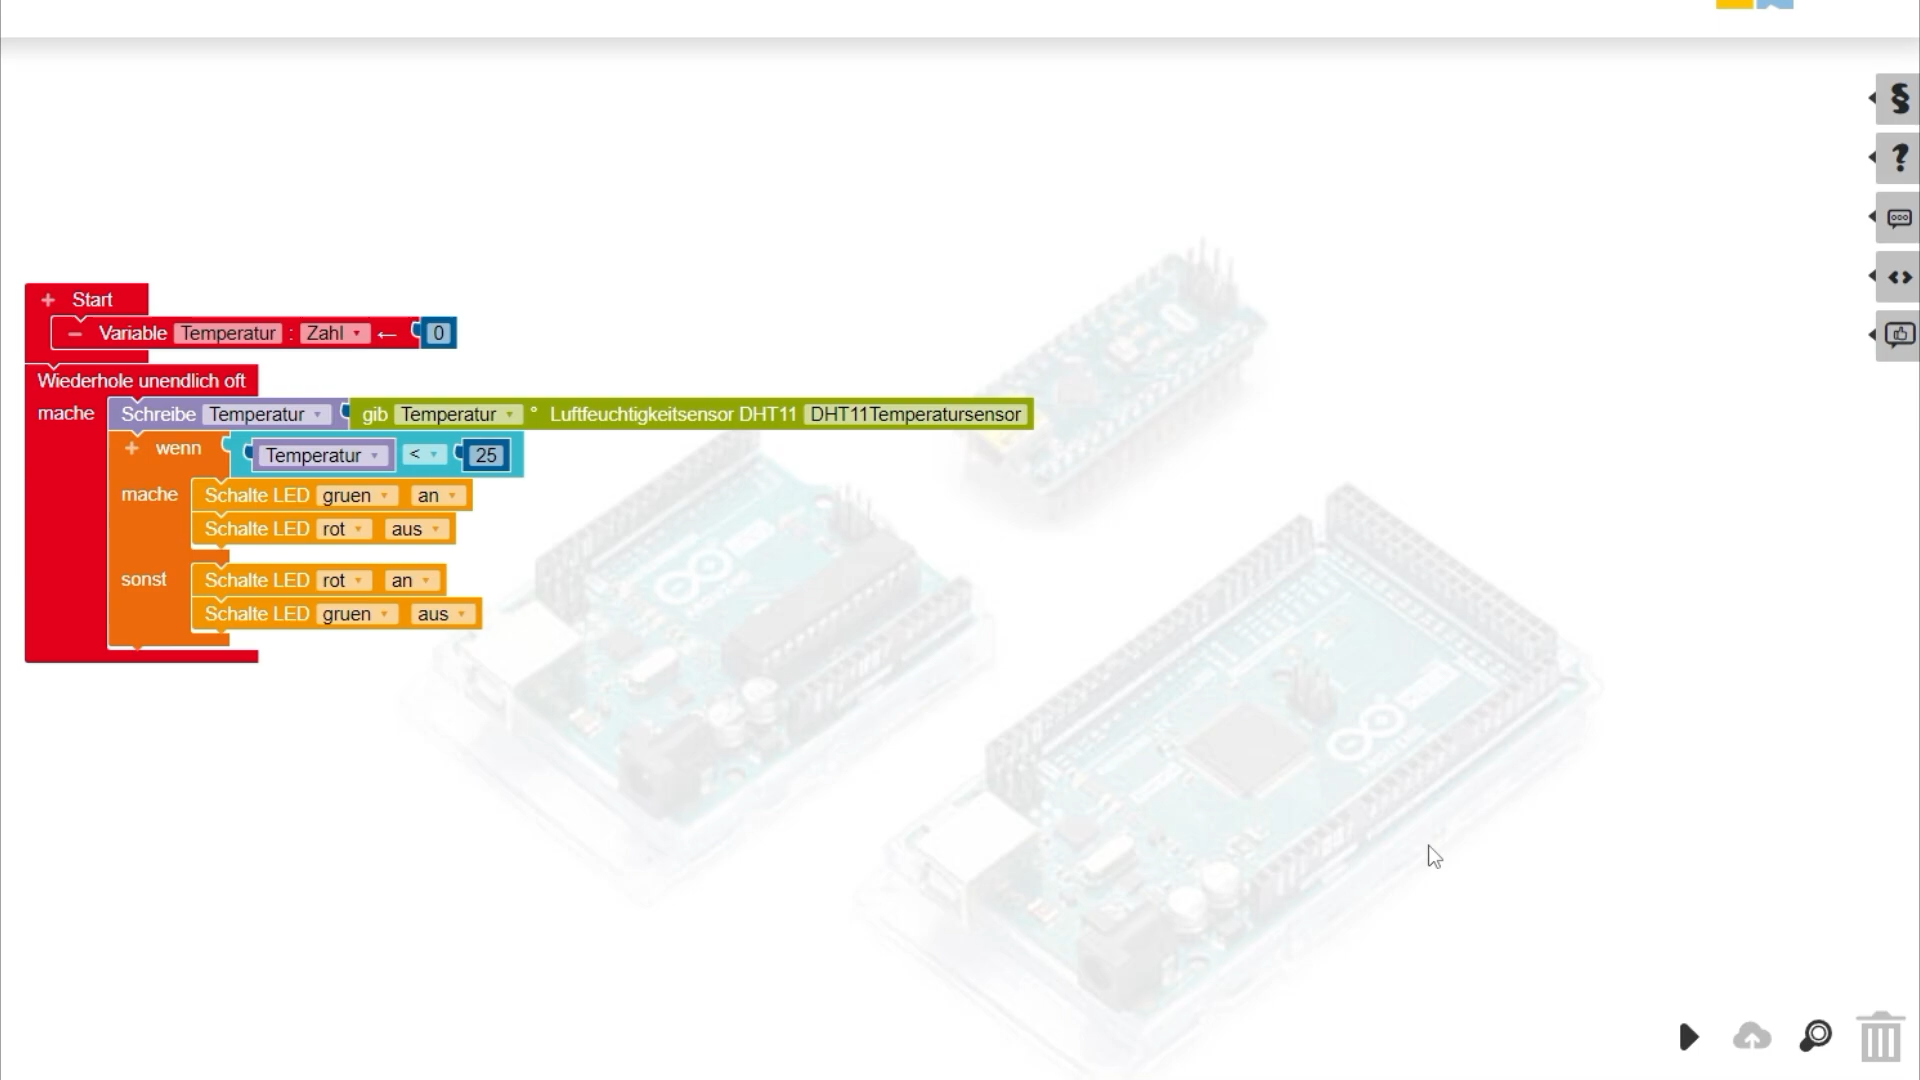 + Start
− Variable Temperatur : Zahl ← 0
Wiederhole unendlich oft
mache Schreibe Temperatur gib Temperatur ° Luftfeuchtigkeitsensor DHT11 DHT11Temperatursensor
+ wenn Temperatur < 25
mache Schalte LED gruen an
Schalte LED rot aus
sonst Schalte LED rot an
Schalte LED gruen aus